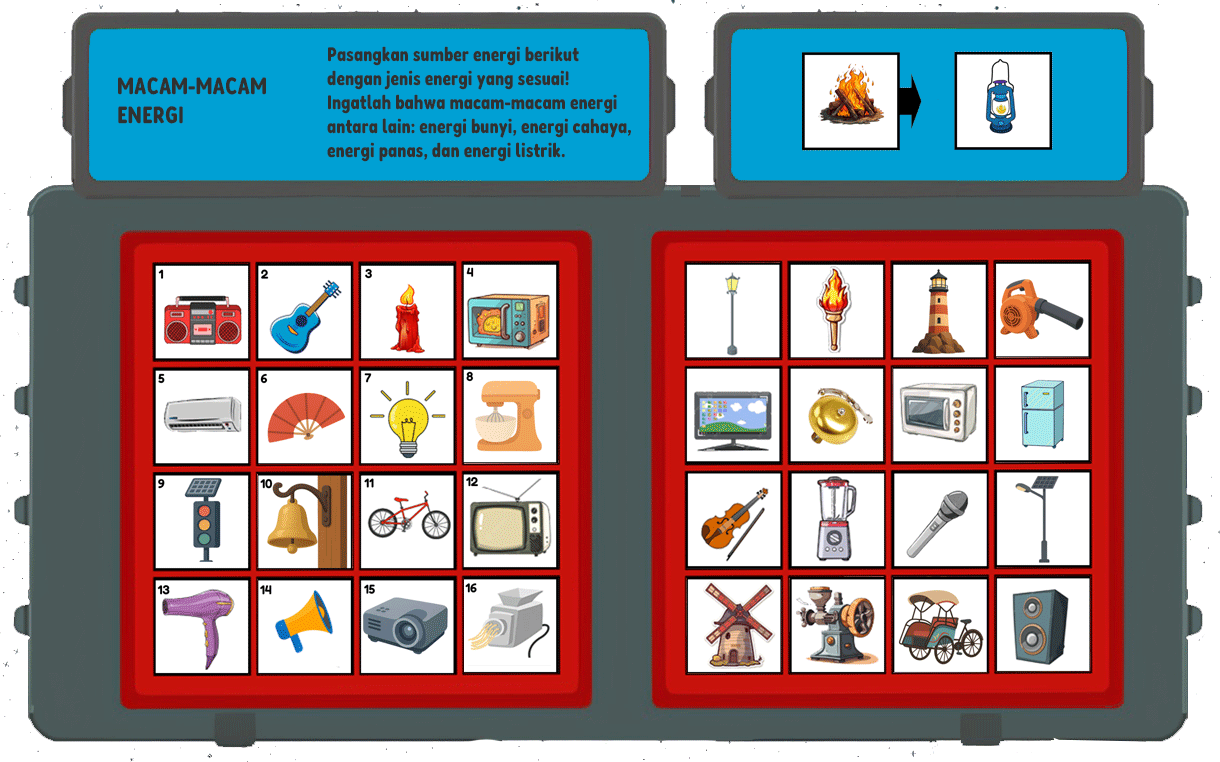 MACAM-MACAM
ENERGI
Pasangkan sumber energi berikut
dengan jenis energi yang sesuai!
Ingatlah bahwa macam-macam energi
antara lain: energi bunyi, energi cahaya,
energi panas, dan energi listrik.
1
2
3
4
5
6
7
8
9
10
11
12
13
14
15
16